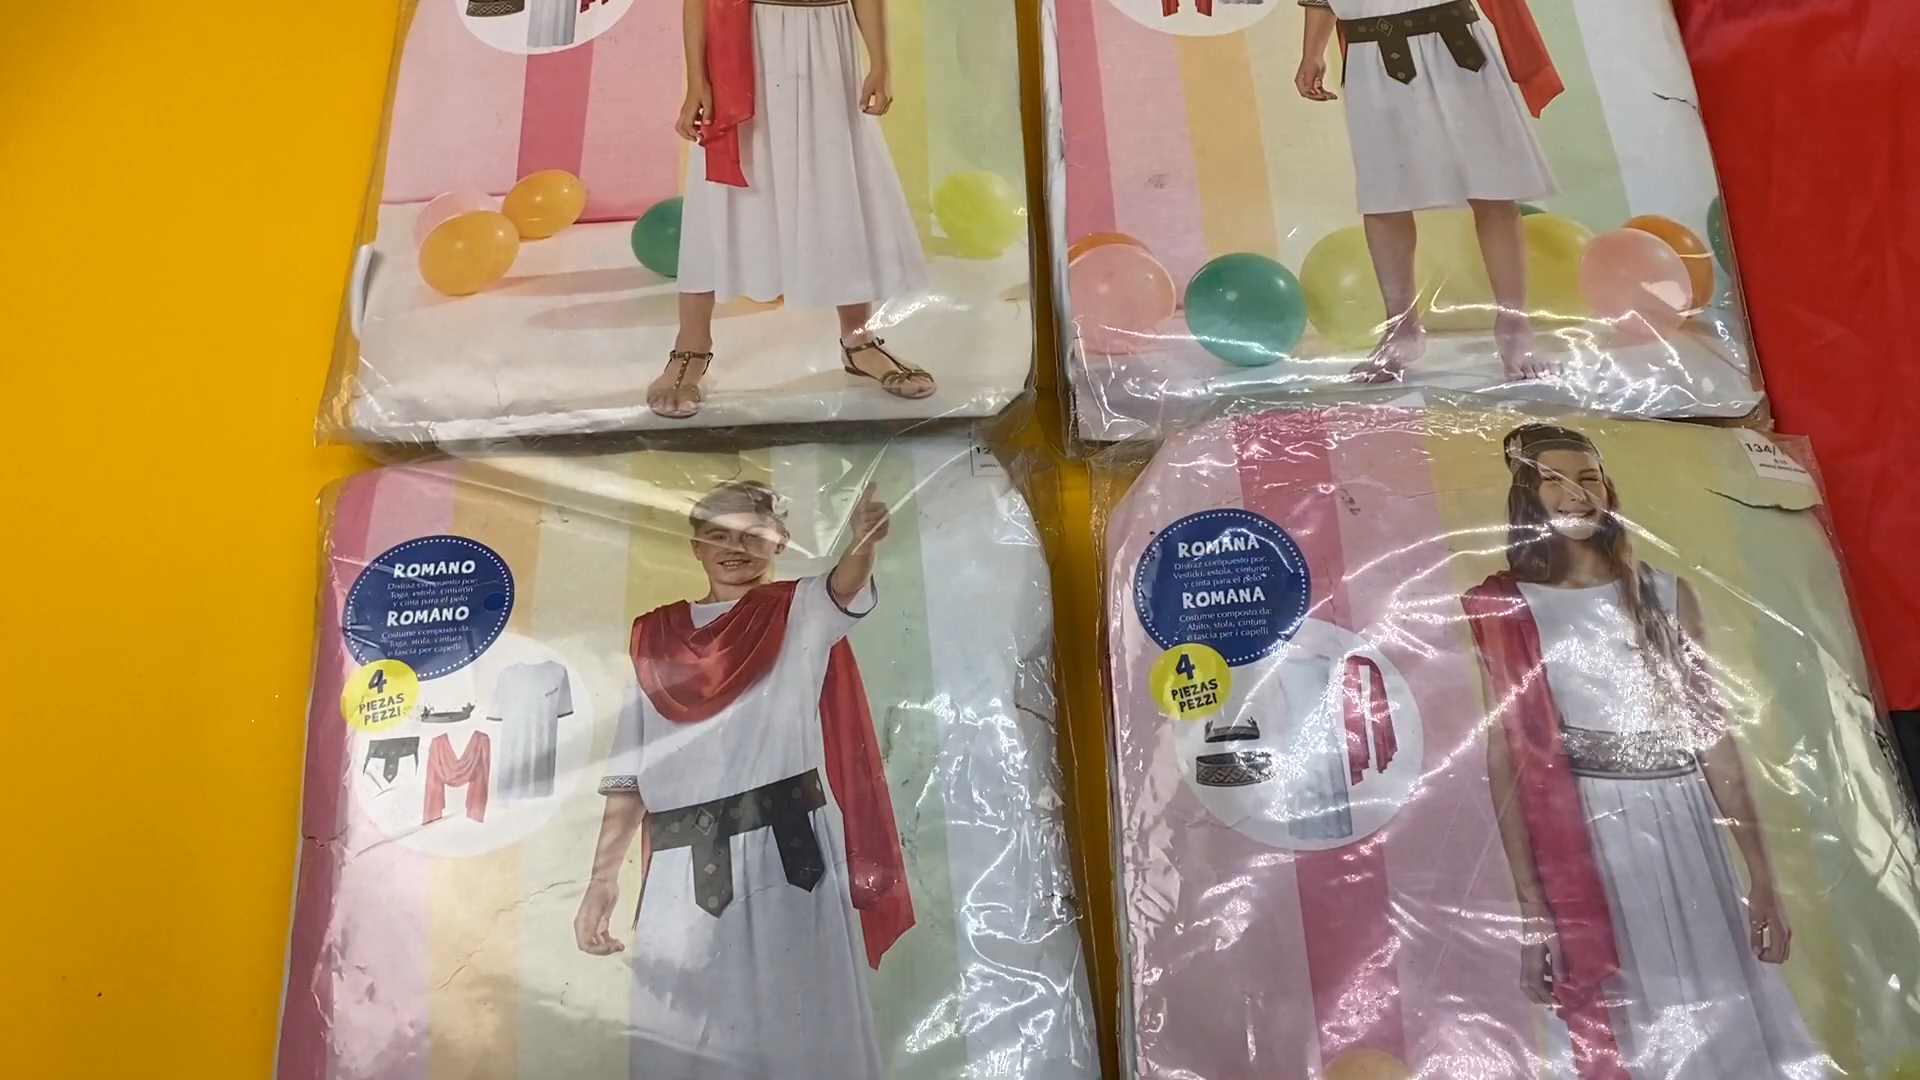 ROMANO
Disfraz compuesto por:
Toga, estola, cinturón
y cinta para el pelo
ROMANO
Costume composto da:
Toga, stola, cintura
e fascia per capelli
4
PIEZAS
PEZZI
134/
ROMANA
Disfraz compuesto por:
Vestido, estola, cinturón
y cinta para el pelo
ROMANA
Costume composto da:
Abito, stola, cintura
e fascia per i capelli
4
PIEZAS
PEZZI